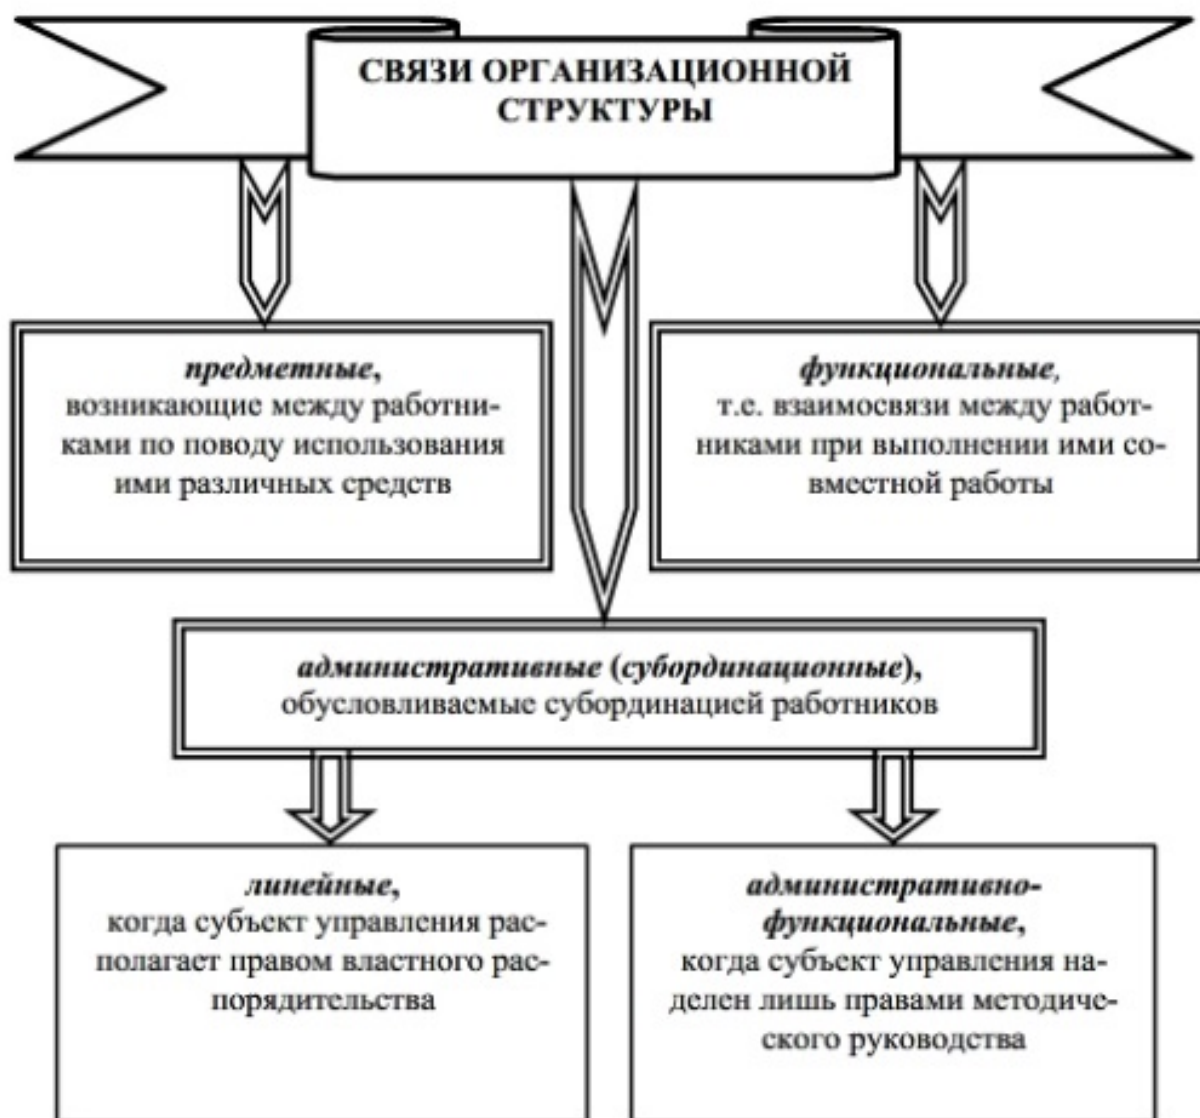 СВЯЗИ ОРГАНИЗАЦИОННОЙ
СТРУКТУРЫ
предметные,
возникающие между работни-
ками по поводу использования
ими различных средств
функциональные,
т.е. взаимосвязи между работ-
никами при выполнении ими со-
вместной работы
административные (субординационные),
обусловливаемые субординацией работников
линейные,
когда субъект управления рас-
полагает правом властного рас-
порядительства
административно-
функциональные,
когда субъект управления на-
делен лишь правами методиче-
ского руководства